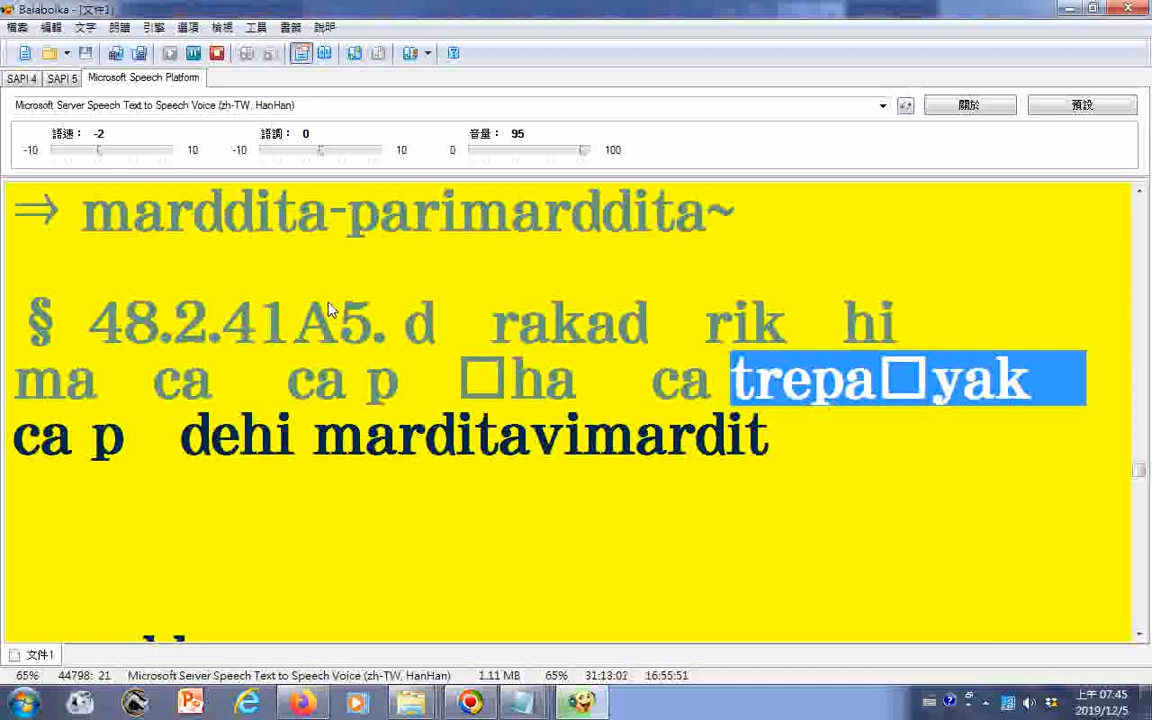 Balabolka - [文件1]
檔案 編輯 文字 朗讀 引擎 選項 檢視 工具 書籤 說明
SAPI 4 SAPI 5 Microsoft Speech Platform
Microsoft Server Speech Text to Speech Voice (zh-TW, HanHan) 關於 預設
語速： -2 語調： 0 音量： 95
-10 10 -10 10 0 100
⇒ marddita-parimarddita~
§ 48.2.41A5. d rakad rik hi
ma ca ca p □ha ca trepa□yak
ca p dehi marditavimardit
文件1
65% 44798: 21 Microsoft Server Speech Text to Speech Voice (zh-TW, HanHan) 1.11 MB 65% 31:13:02 16:55:51
上午 07:45
2019/12/5